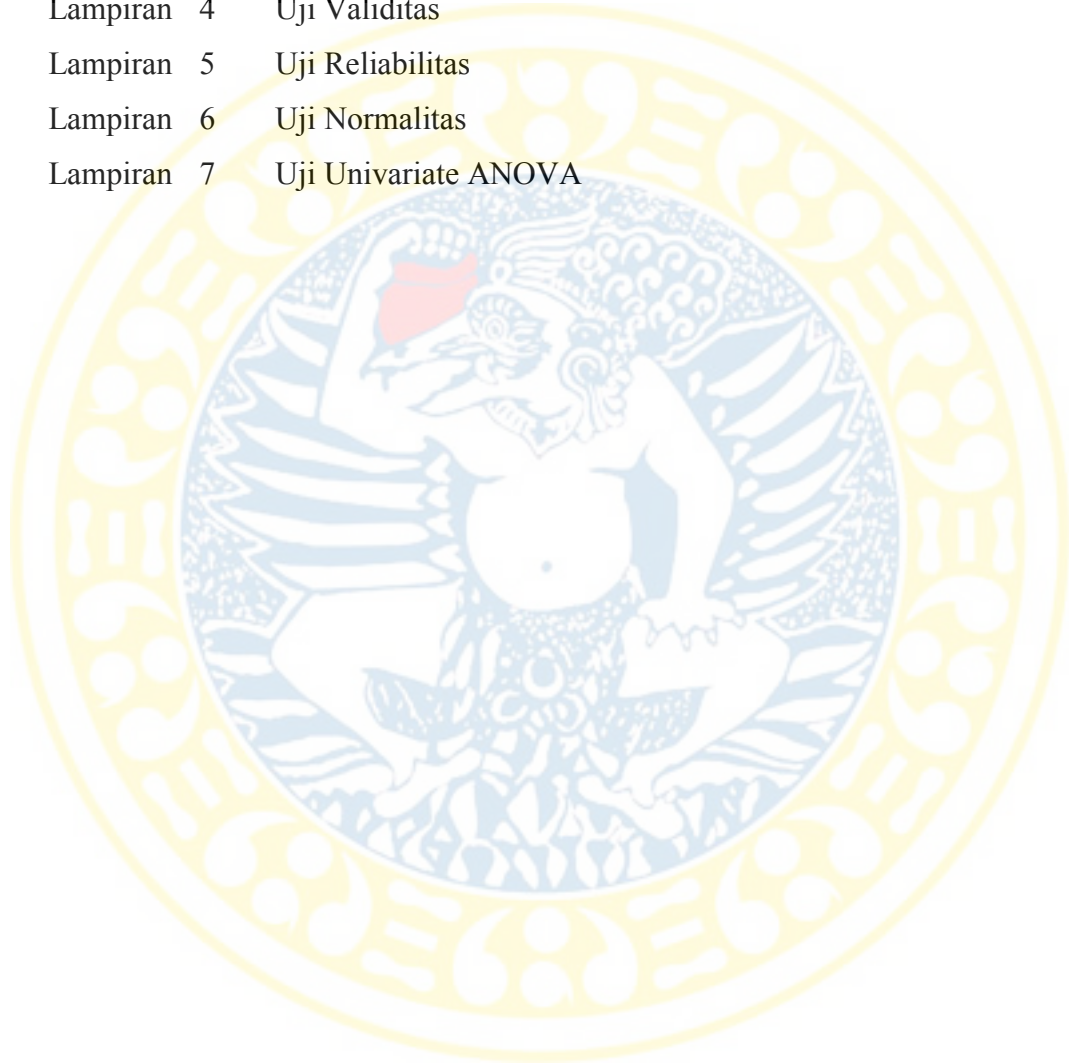 Lampiran 4 Uji Validitas
Lampiran 5 Uji Reliabilitas
Lampiran 6 Uji Normalitas
Lampiran 7 Uji Univariate ANOVA